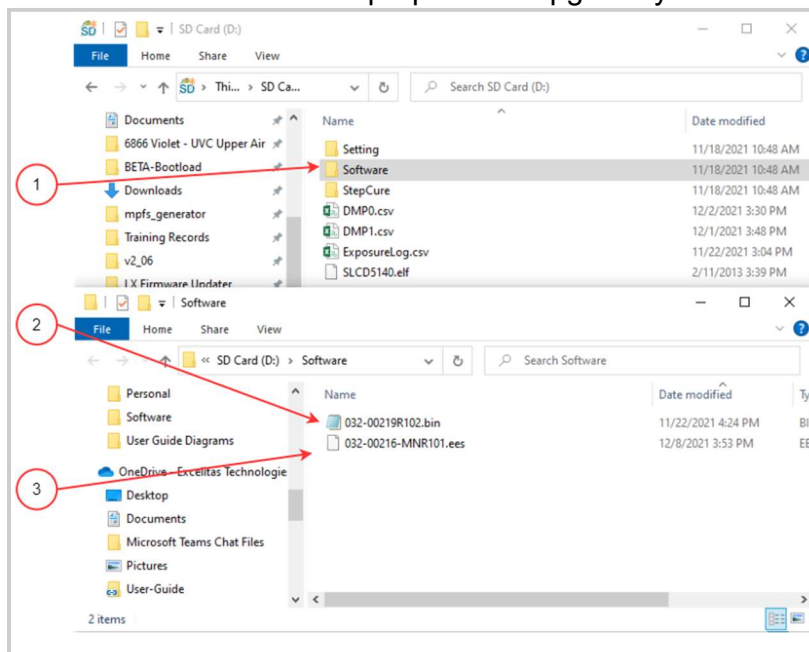 SD Card (D:)
File Home Share View
Thi... > SD Ca...
Search SD Card (D:)
Documents
6866 Violet - UVC Upper Air
BETA-Bootload
Downloads
mpfs_generator
Training Records
v2_06
LX Firmware Updater
Name Date modified
Setting 11/18/2021 10:48 AM
Software 11/18/2021 10:48 AM
StepCure 11/18/2021 10:48 AM
DMP0.csv 12/2/2021 3:30 PM
DMP1.csv 12/1/2021 3:48 PM
ExposureLog.csv 11/22/2021 3:04 PM
SLCD5140.elf 2/11/2013 3:39 PM
1
Software
2
File Home Share View
« SD Card (D:) > Software
Search Software
Personal
Software
User Guide Diagrams
OneDrive - Excelitas Technologie
Desktop
Documents
Microsoft Teams Chat Files
Pictures
User-Guide
Name Date modified Ty
032-00219R102.bin 11/22/2021 4:24 PM BI
032-00216-MNR101.ees 12/8/2021 3:53 PM EE
3
2 items